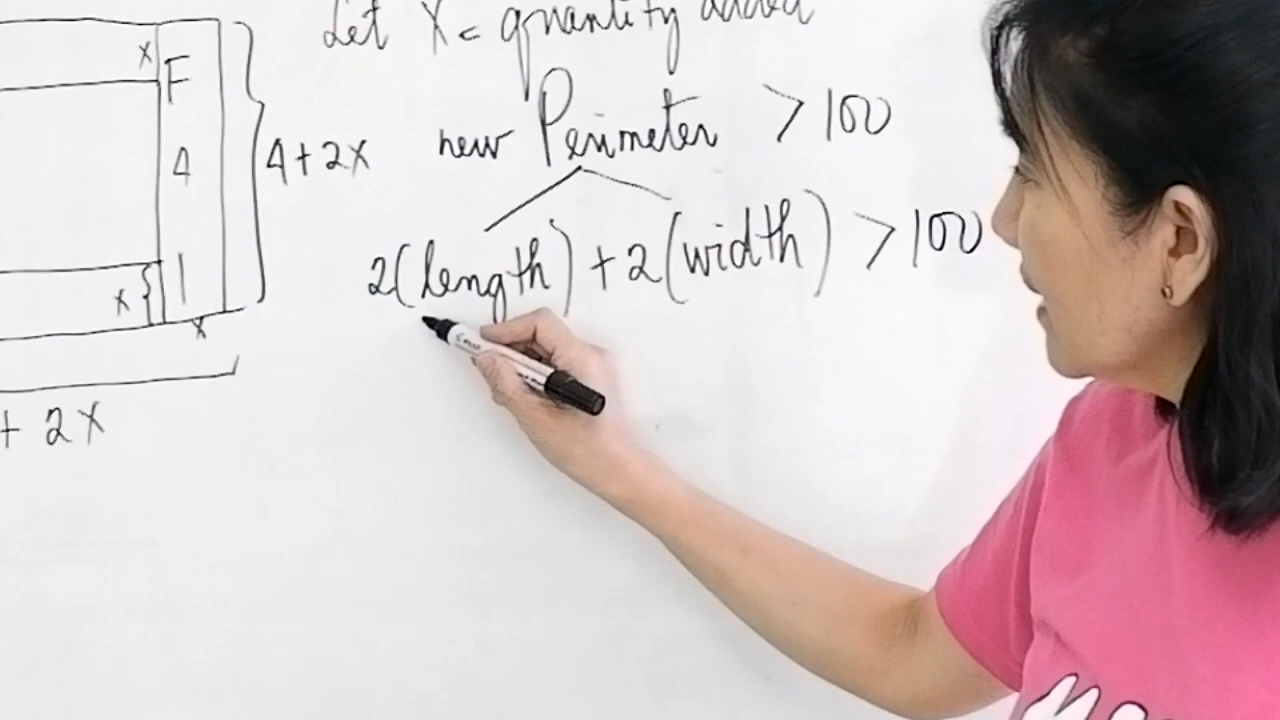 Let X = quantity added
x F
new Perimeter > 100
4
4+2x
2(length) + 2(width) > 100
x { 1
x
+ 2x